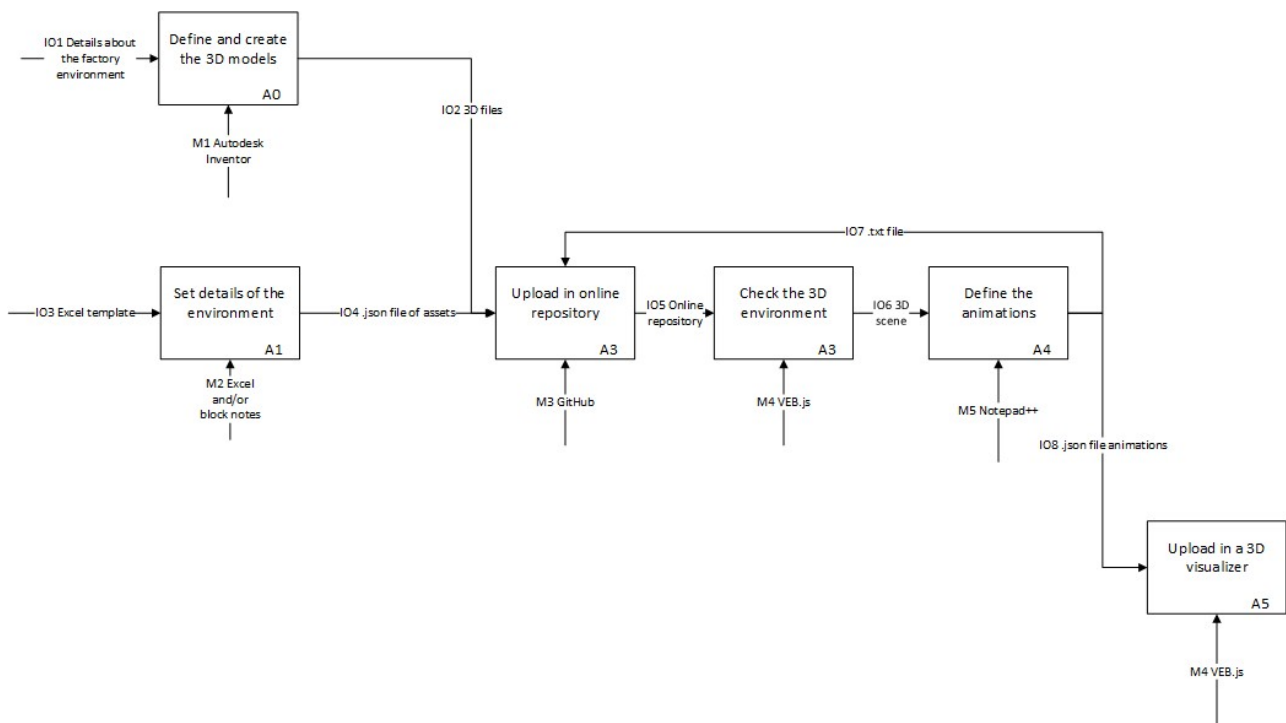 IO1 Details about
the factory
environment
Define and create
the 3D models
A0
M1 Autodesk
Inventor
IO2 3D files
IO3 Excel template
Set details of the
environment
A1
M2 Excel
and/or
block notes
IO4 .json file of assets
IO7 .txt file
Upload in online
repository
A3
M3 GitHub
IO5 Online
repository
Check the 3D
environment
A3
M4 VEB.js
IO6 3D
scene
Define the
animations
A4
M5 Notepad++
IO8 .json file animations
Upload in a 3D
visualizer
A5
M4 VEB.js